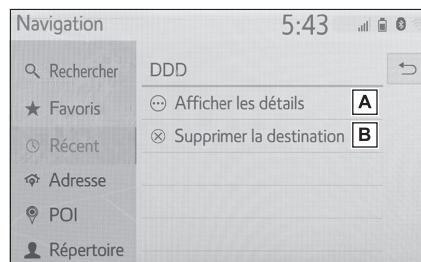 Navigation 5:43
Rechercher
Favoris
Récent
Adresse
POI
Répertoire
DDD
Afficher les détails A
Supprimer la destination B